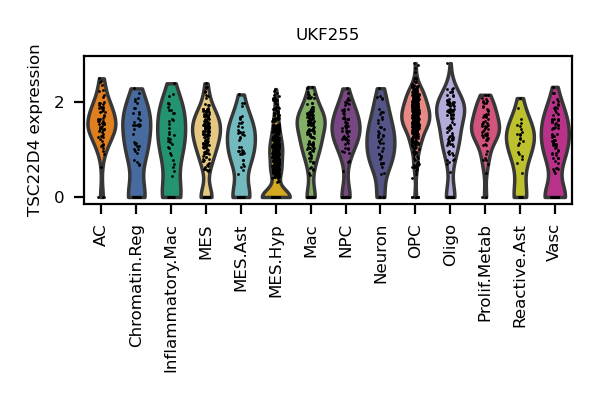 UKF255
TSC22D4 expression
2
0
AC
Chromatin.Reg
Inflammatory.Mac
MES
MES.Ast
MES.Hyp
Mac
NPC
Neuron
OPC
Oligo
Prolif.Metab
Reactive.Ast
Vasc